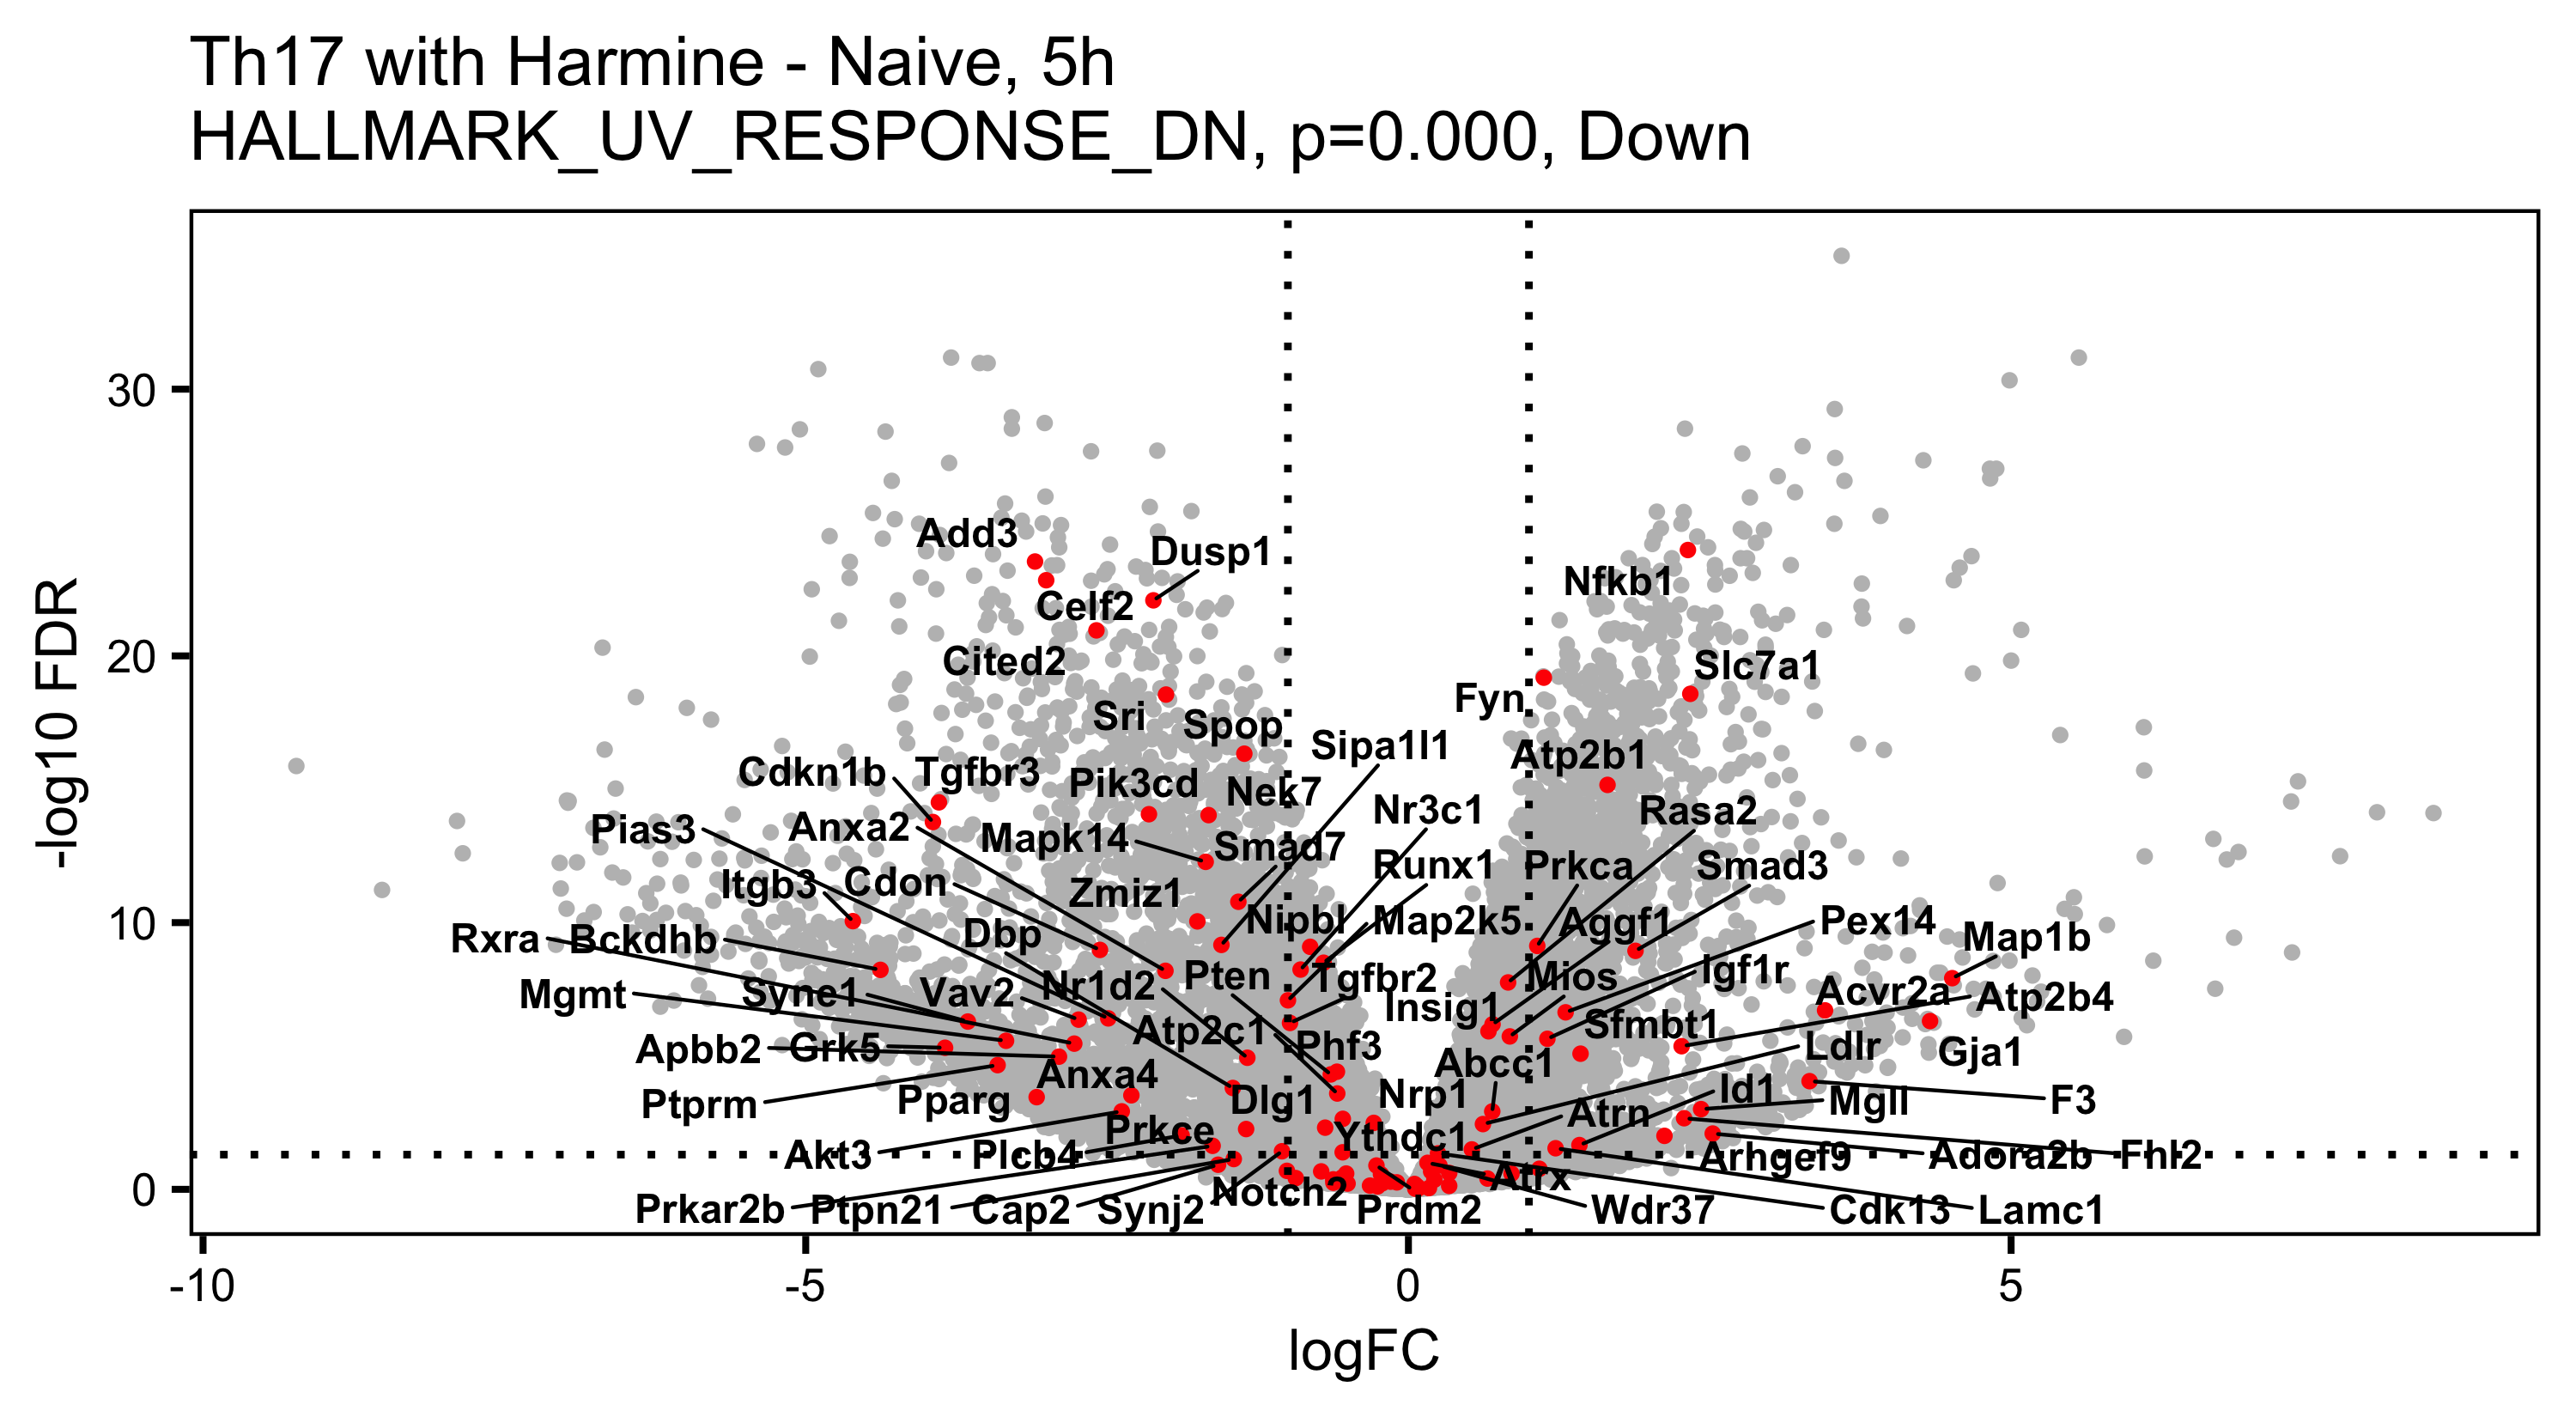 Th17 with Harmine - Naive, 5h
HALLMARK_UV_RESPONSE_DN, p=0.000, Down
-log10 FDR
30
20
10
0
Add3
Dusp1
Nfkb1
Celf2
Cited2
Slc7a1
Fyn
Sri
Spop
Sipa1l1
Atp2b1
Cdkn1b
Tgfbr3
Pik3cd
Nek7
Nr3c1
Rasa2
Pias3
Anxa2
Mapk14
Smad7
Runx1
Prkca
Smad3
Itgb3
Cdon
Zmiz1
Nipbl
Map2k5
Aggf1
Pex14
Map1b
Rxra
Bckdhb
Dbp
Pten
Tgfbr2
Mios
Igf1r
Mgmt
Syne1
Vav2
Nr1d2
Insig1
Acvr2a
Atp2b4
Atp2c1
Phf3
Sfmbt1
Apbb2
Grk5
Abcc1
Ldlr
Gja1
Anxa4
Ptprm
Pparg
Dlg1
Nrp1
Atrn
Id1
Mgll
F3
Akt3
Plcb4
Prkce
Ythdc1
Arhgef9
Adora2b
Fhl2
Notch2
Atrx
Prkar2b
Ptpn21
Cap2
Synj2
Prdm2
Wdr37
Cdk13
Lamc1
-10
-5
0
5
logFC